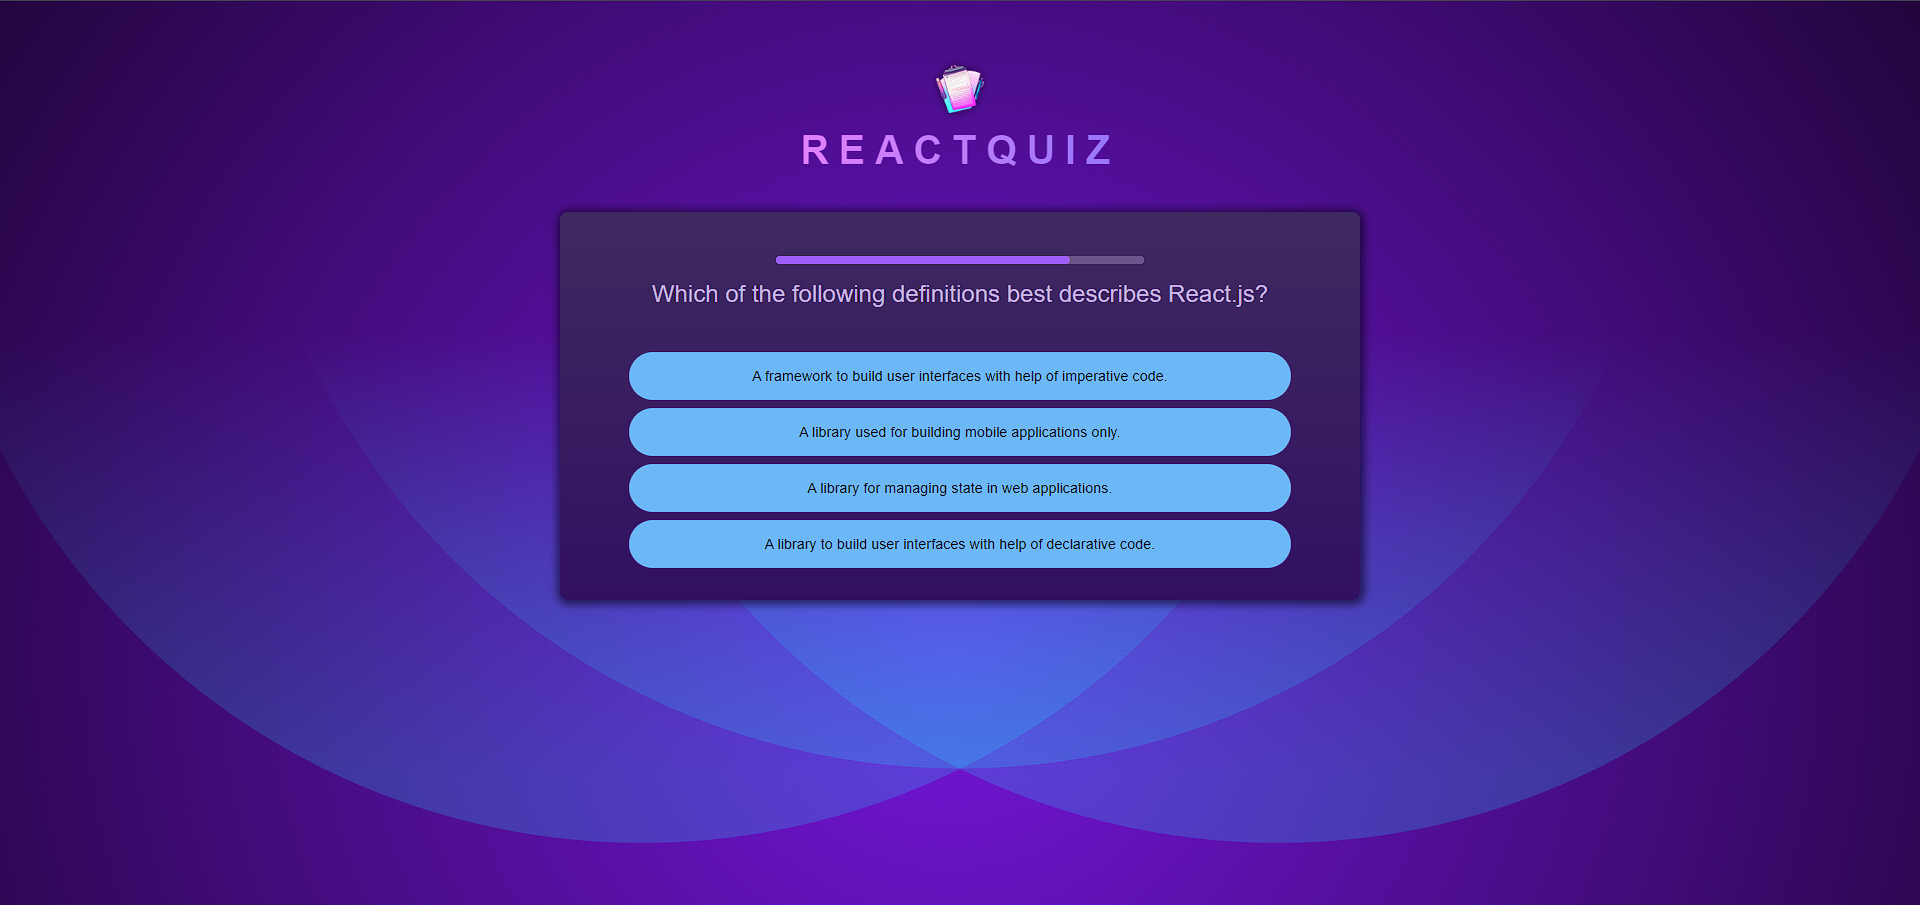 REACTQUIZ
Which of the following definitions best describes React.js?
A framework to build user interfaces with help of imperative code.
A library used for building mobile applications only.
A library for managing state in web applications.
A library to build user interfaces with help of declarative code.